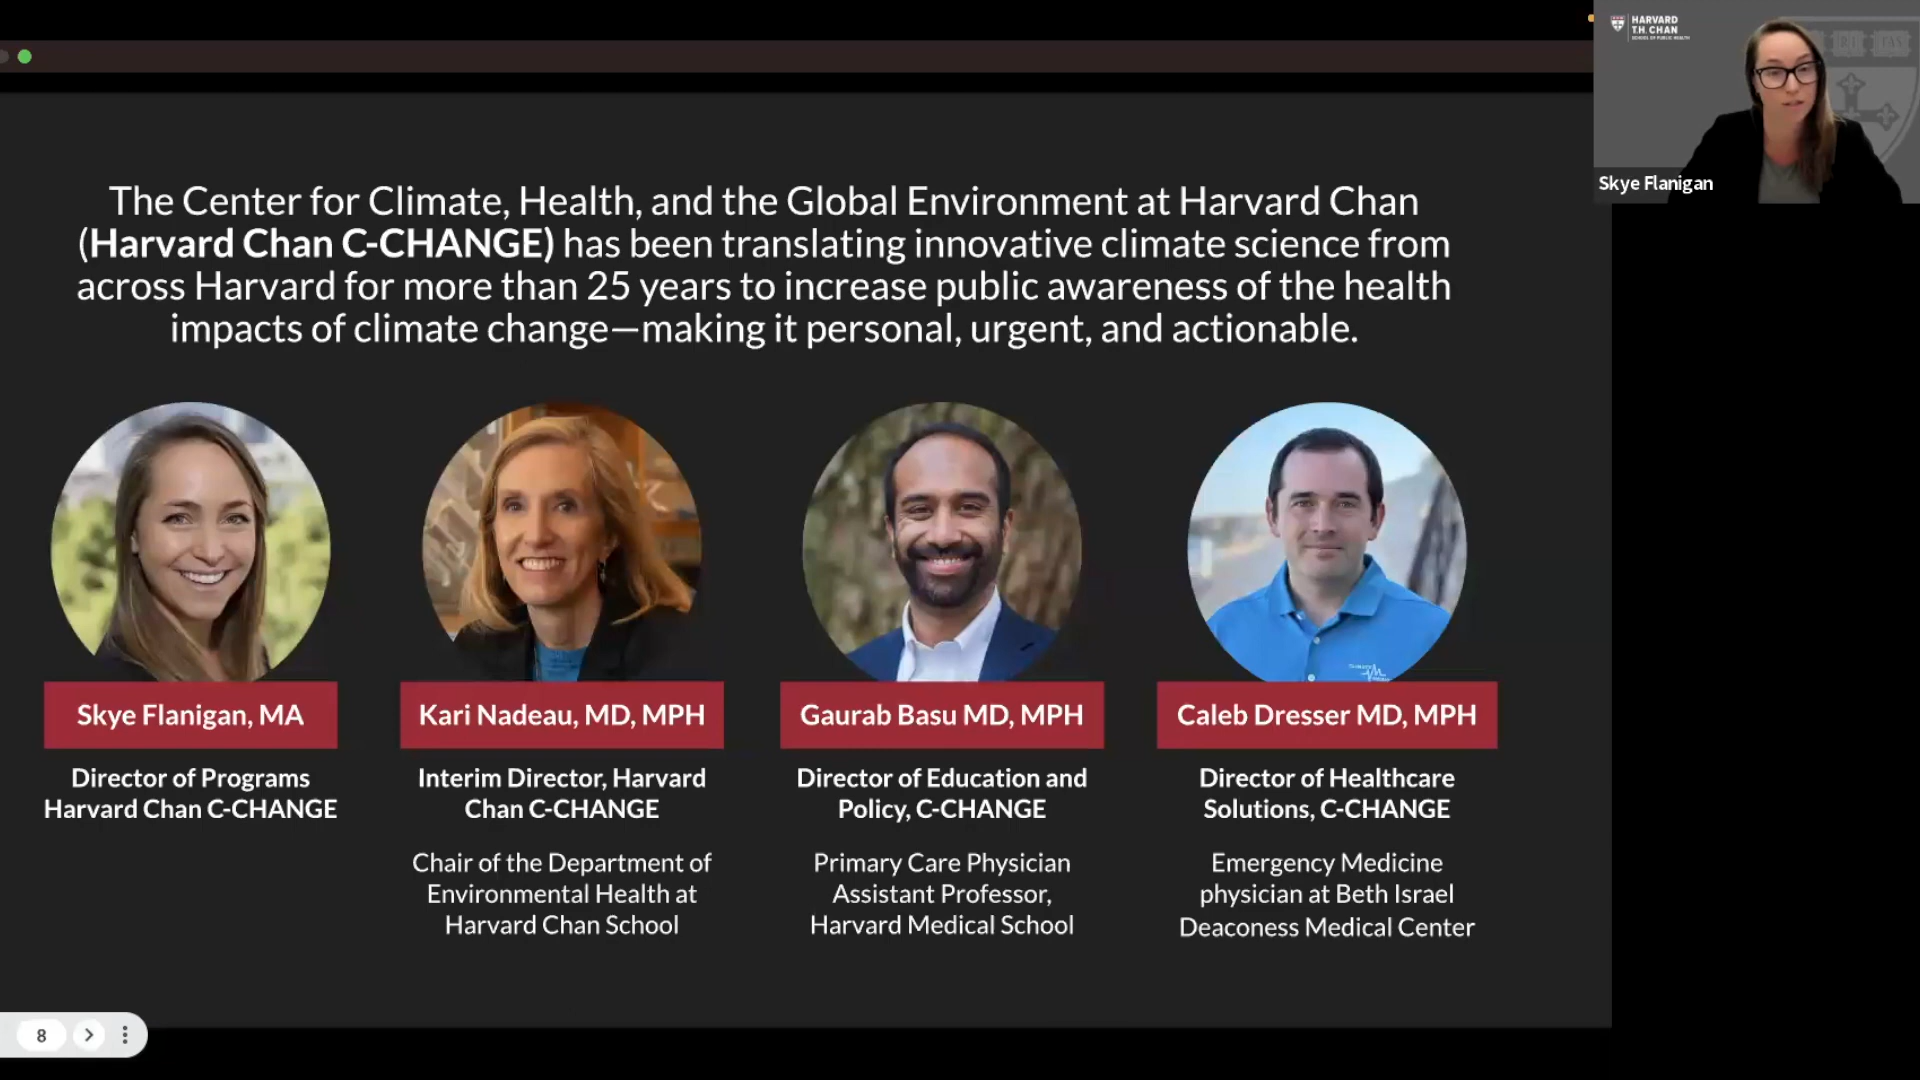 HARVARD
T.H. CHAN
SCHOOL OF PUBLIC HEALTH
Skye Flanigan
The Center for Climate, Health, and the Global Environment at Harvard Chan
(Harvard Chan C-CHANGE) has been translating innovative climate science from
across Harvard for more than 25 years to increase public awareness of the health
impacts of climate change—making it personal, urgent, and actionable.
Skye Flanigan, MA
Director of Programs
Harvard Chan C-CHANGE
Kari Nadeau, MD, MPH
Interim Director, Harvard
Chan C-CHANGE
Chair of the Department of
Environmental Health at
Harvard Chan School
Gaurab Basu MD, MPH
Director of Education and
Policy, C-CHANGE
Primary Care Physician
Assistant Professor,
Harvard Medical School
Caleb Dresser MD, MPH
Director of Healthcare
Solutions, C-CHANGE
Emergency Medicine
physician at Beth Israel
Deaconess Medical Center
8